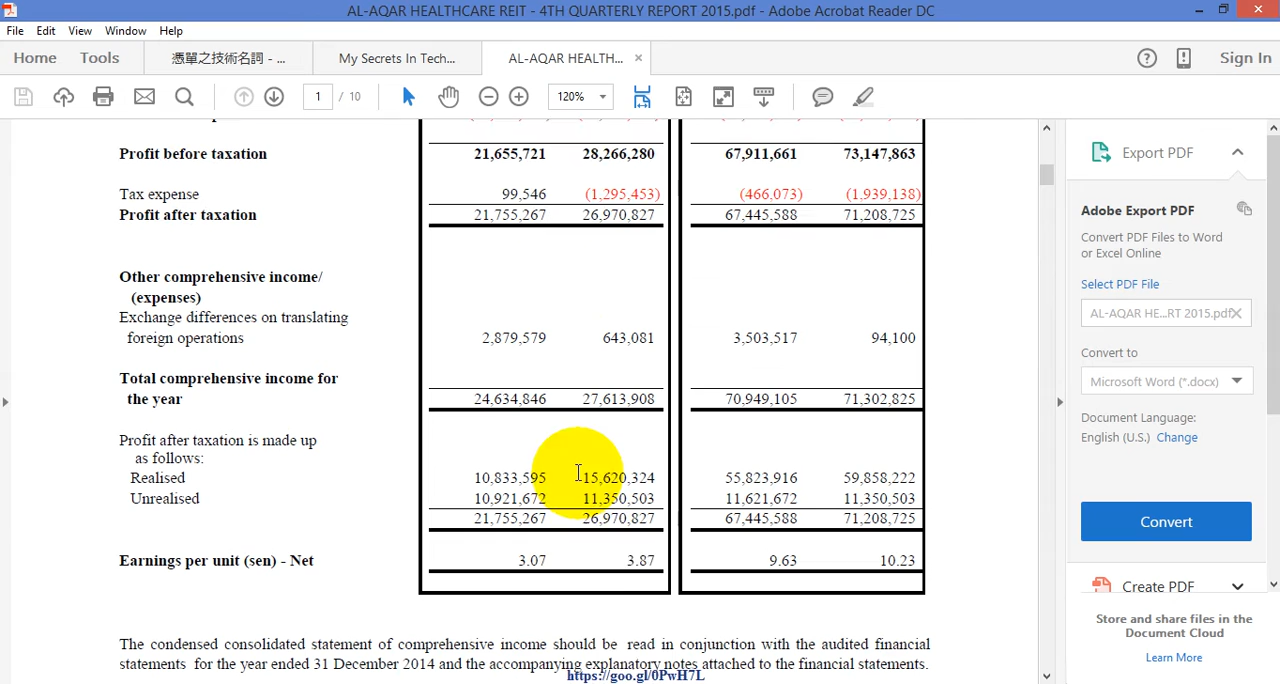 AL-AQAR HEALTHCARE REIT - 4TH QUARTERLY REPORT 2015.pdf - Adobe Acrobat Reader DC
File Edit View Window Help
Home Tools 憑單之技術名詞 - ... My Secrets In Tech... AL-AQAR HEALTH... × Sign In
1 / 10 120%
Profit before taxation 21,655,721 28,266,280 67,911,661 73,147,863
Tax expense 99,546 (1,295,453) (466,073) (1,939,138)
Profit after taxation 21,755,267 26,970,827 67,445,588 71,208,725
Other comprehensive income/
(expenses)
Exchange differences on translating
foreign operations 2,879,579 643,081 3,503,517 94,100
Total comprehensive income for
the year 24,634,846 27,613,908 70,949,105 71,302,825
Profit after taxation is made up
as follows:
Realised 10,833,595 15,620,324 55,823,916 59,858,222
Unrealised 10,921,672 11,350,503 11,621,672 11,350,503
21,755,267 26,970,827 67,445,588 71,208,725
Earnings per unit (sen) - Net 3.07 3.87 9.63 10.23
The condensed consolidated statement of comprehensive income should be read in conjunction with the audited financial
statements for the year ended 31 December 2014 and the accompanying explanatory notes attached to the financial statements.
https://goo.gl/0PwH7L
Export PDF
Adobe Export PDF
Convert PDF Files to Word
or Excel Online
Select PDF File
AL-AQAR HE...RT 2015.pdf
Convert to
Microsoft Word (*.docx)
Document Language:
English (U.S.) Change
Convert
Create PDF
Store and share files in the
Document Cloud
Learn More